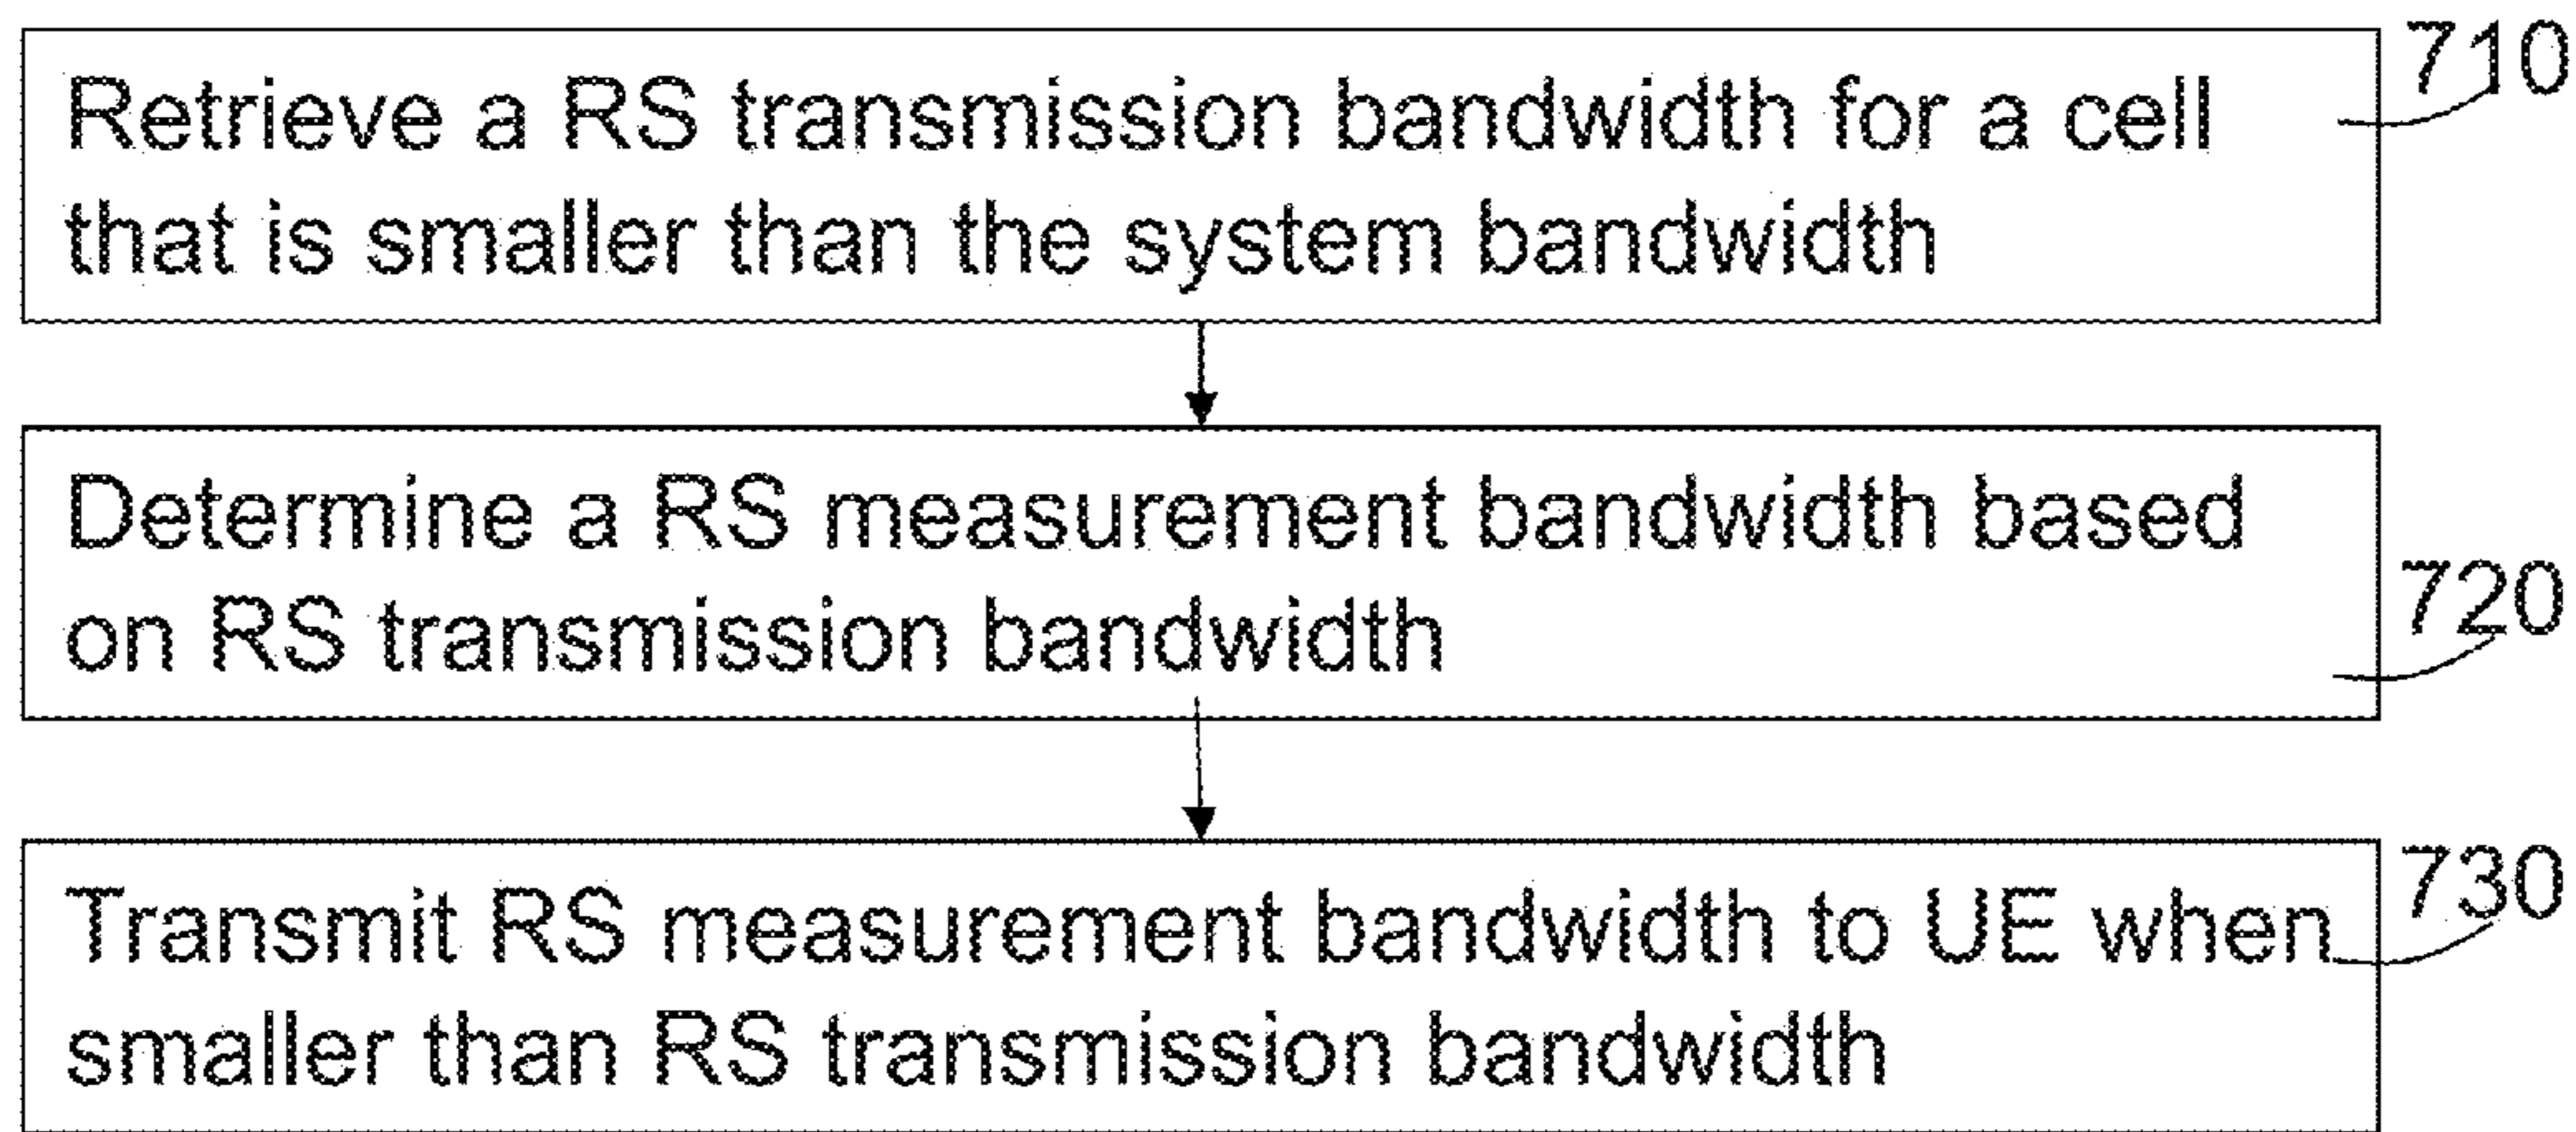 Retrieve a RS transmission bandwidth for a cell
710
that is smaller than the system bandwidth
Determine a RS measurement bandwidth based
720
on RS transmission bandwidth
Transmit RS measurement bandwidth to UE when
730
smaller than RS transmission bandwidth